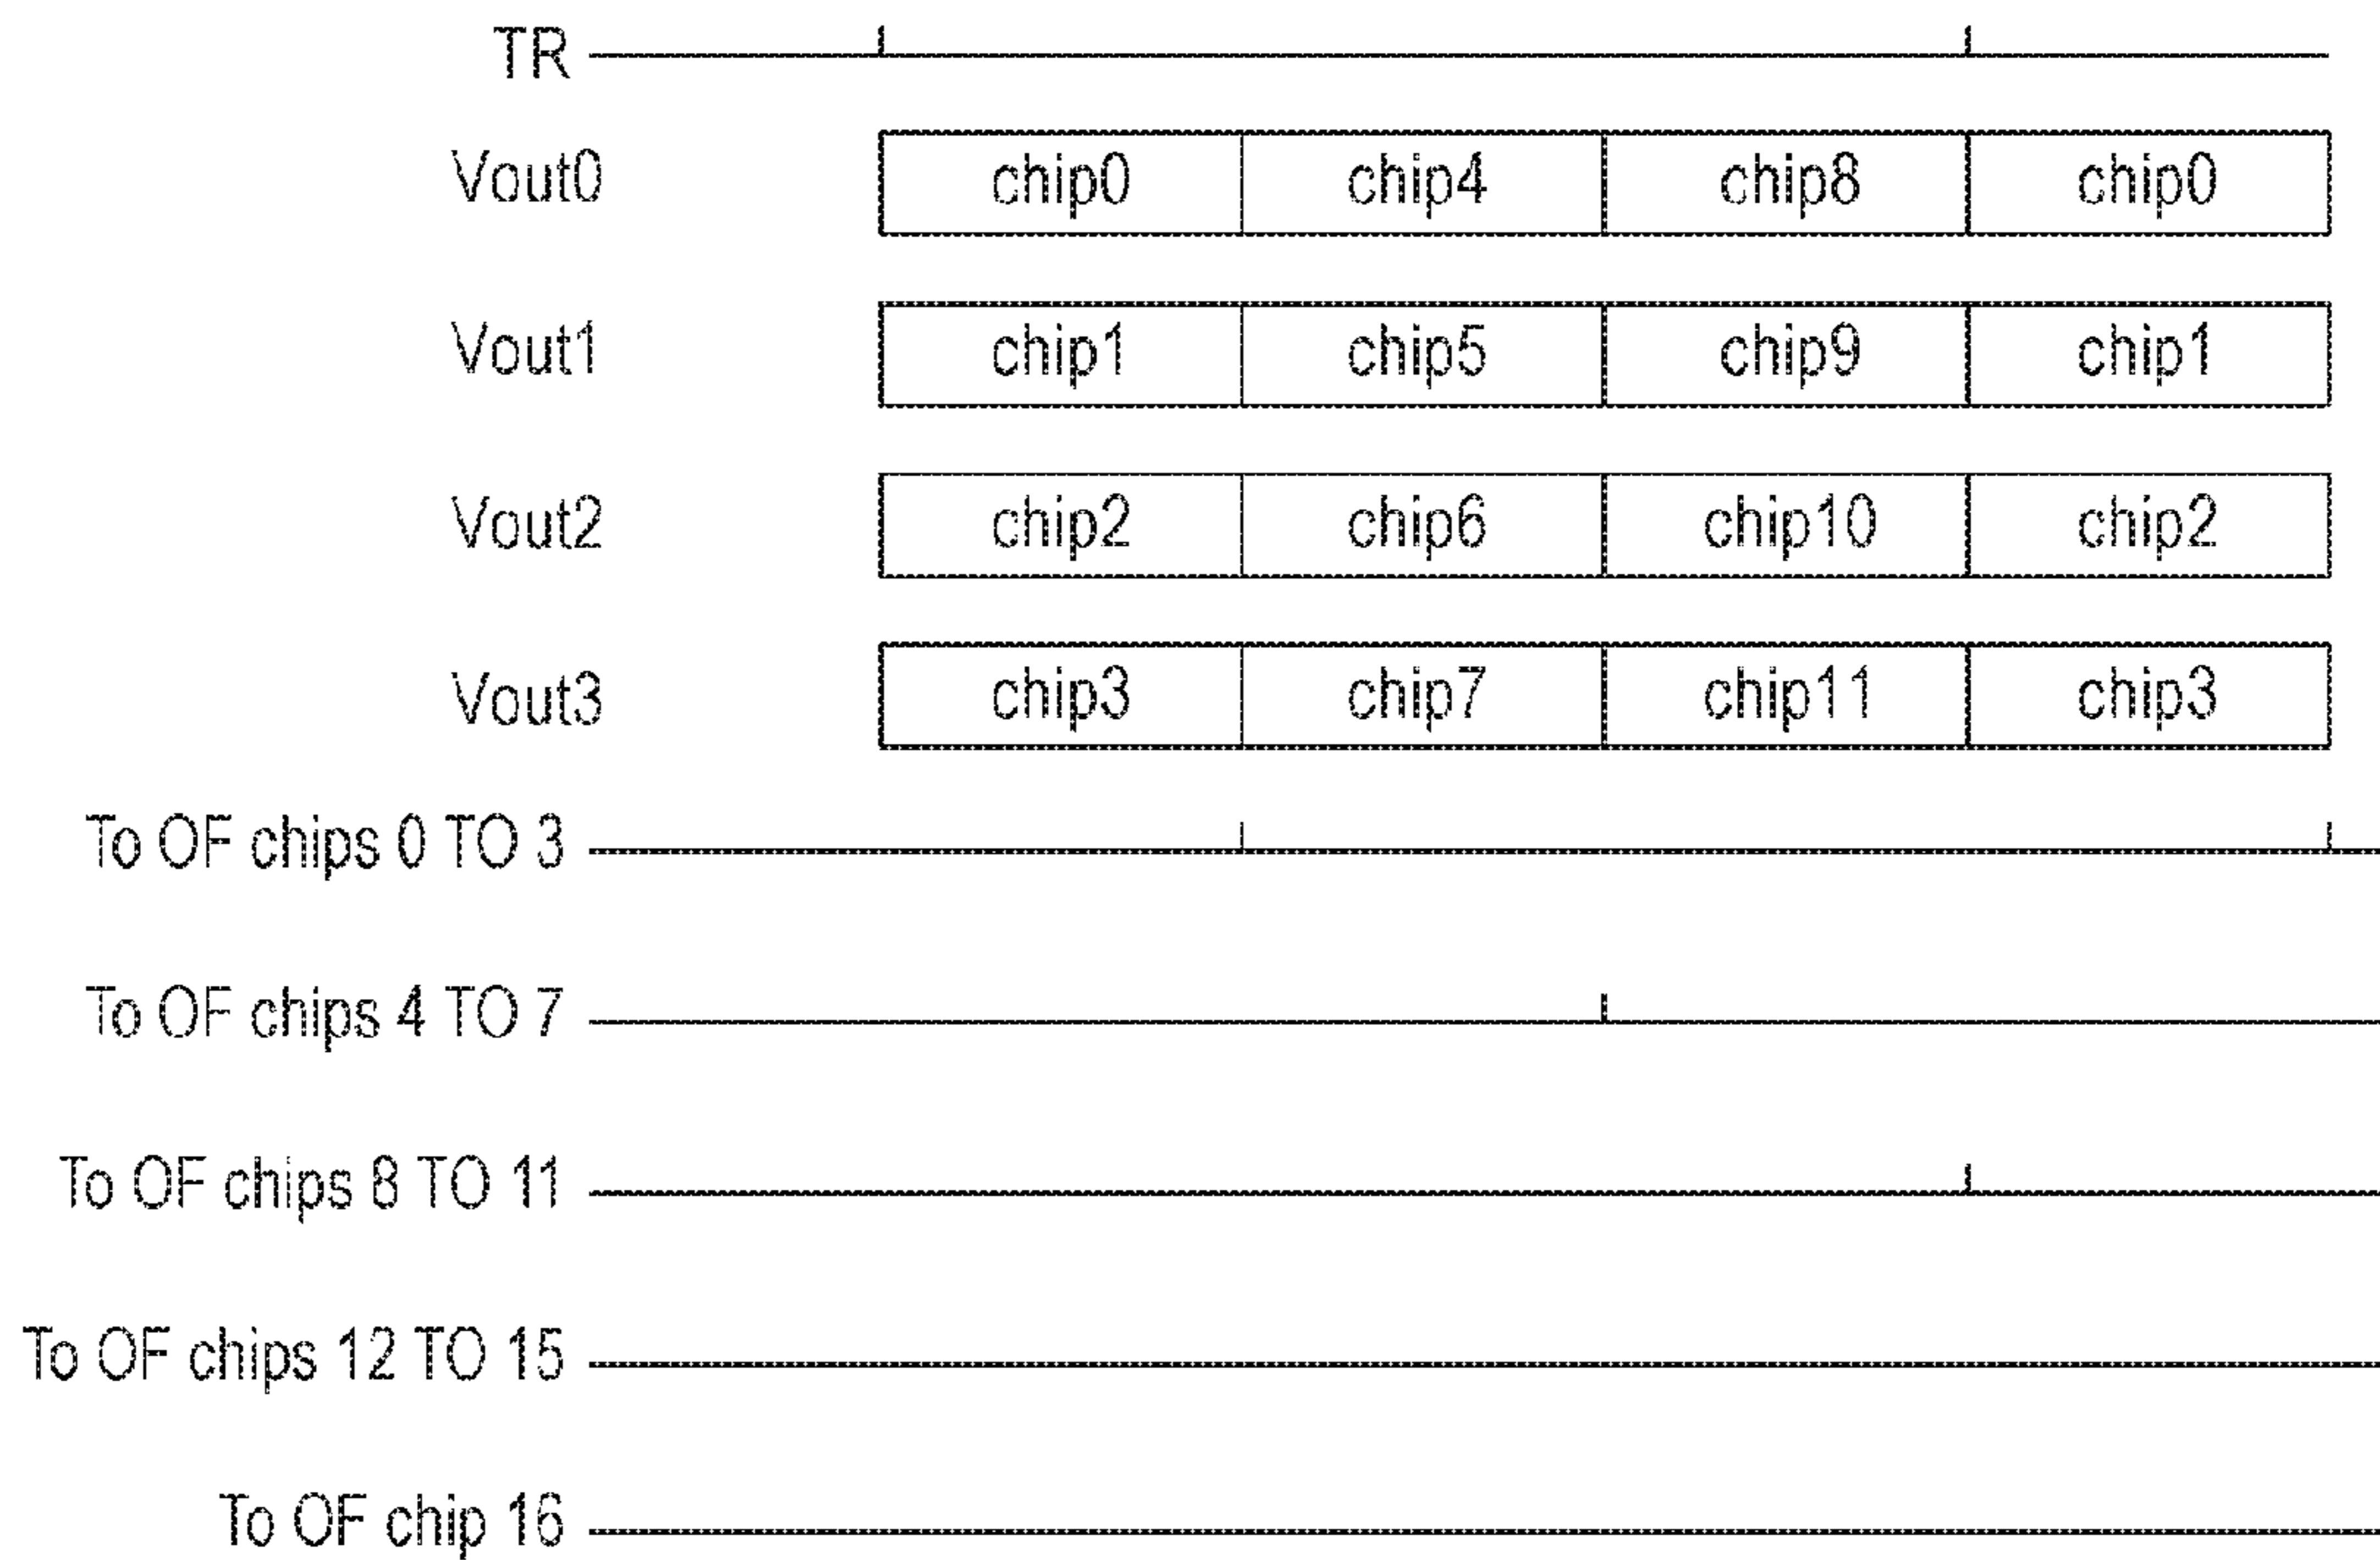 TR
Vout0 chip0 chip4 chip8 chip0
Vout1 chip1 chip5 chip9 chip1
Vout2 chip2 chip6 chip10 chip2
Vout3 chip3 chip7 chip11 chip3
To OF chips 0 TO 3
To OF chips 4 TO 7
To OF chips 8 TO 11
To OF chips 12 TO 15
To OF chip 16